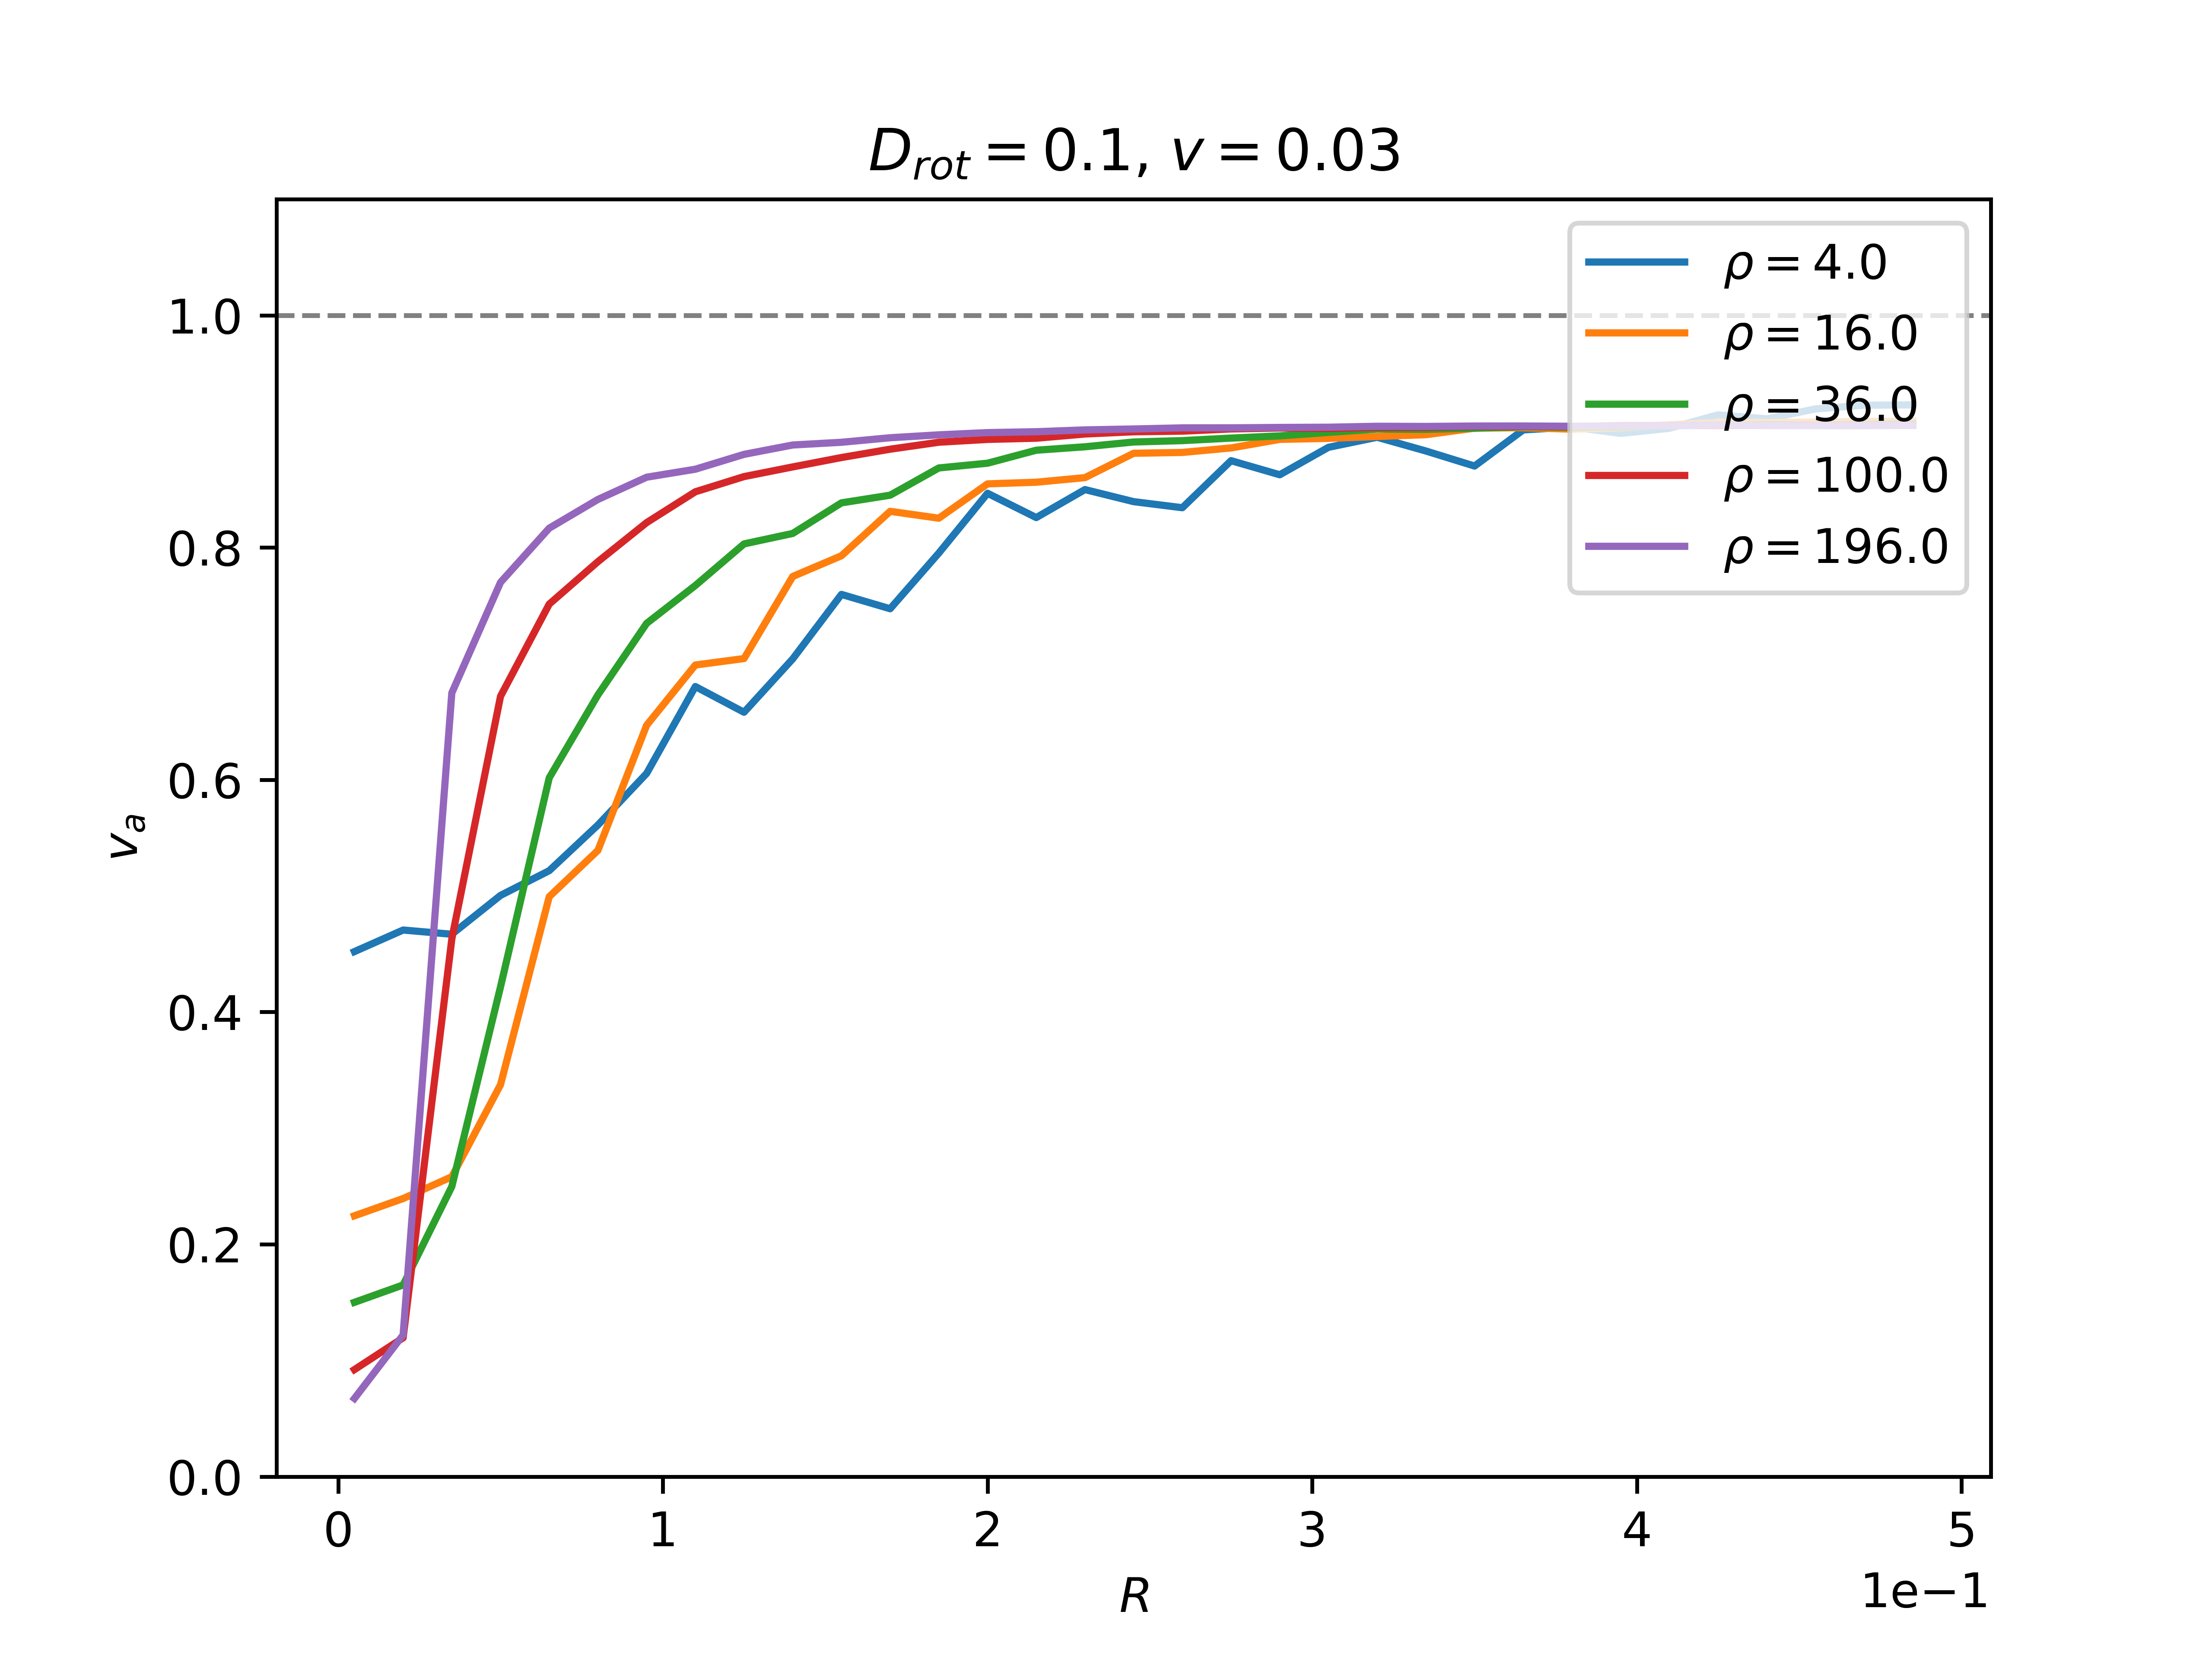 D_rot = 0.1, v = 0.03
ρ = 4.0
ρ = 16.0
ρ = 36.0
ρ = 100.0
ρ = 196.0
1.0
0.8
0.6
0.4
0.2
0.0
v_a
0 1 2 3 4 5
R
1e−1